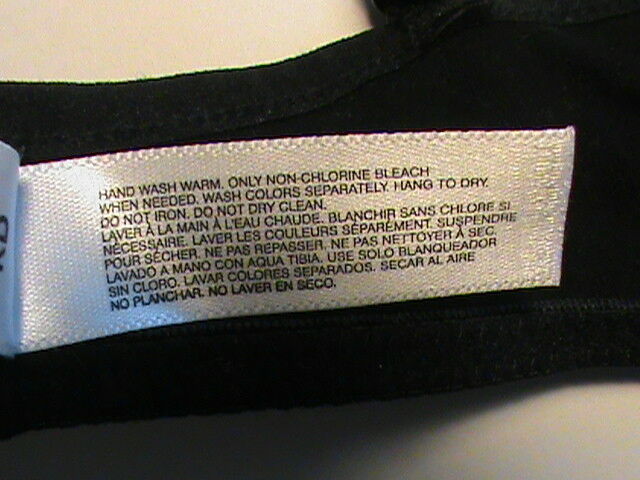 HAND WASH WARM. ONLY NON-CHLORINE BLEACH
WHEN NEEDED. WASH COLORS SEPARATELY. HANG TO DRY.
DO NOT IRON. DO NOT DRY CLEAN.
LAVER À LA MAIN À L'EAU CHAUDE. BLANCHIR SANS CHLORE SI
NÉCESSAIRE. LAVER LES COULEURS SÉPARÉMENT. SUSPENDRE
POUR SÉCHER. NE PAS REPASSER. NE PAS NETTOYER À SEC.
LAVADO A MANO CON AQUA TIBIA. USE SOLO BLANQUEADOR
SIN CLORO. LAVAR COLORES SEPARADOS. SECAR AL AIRE
NO PLANCHAR. NO LAVER EN SECO.